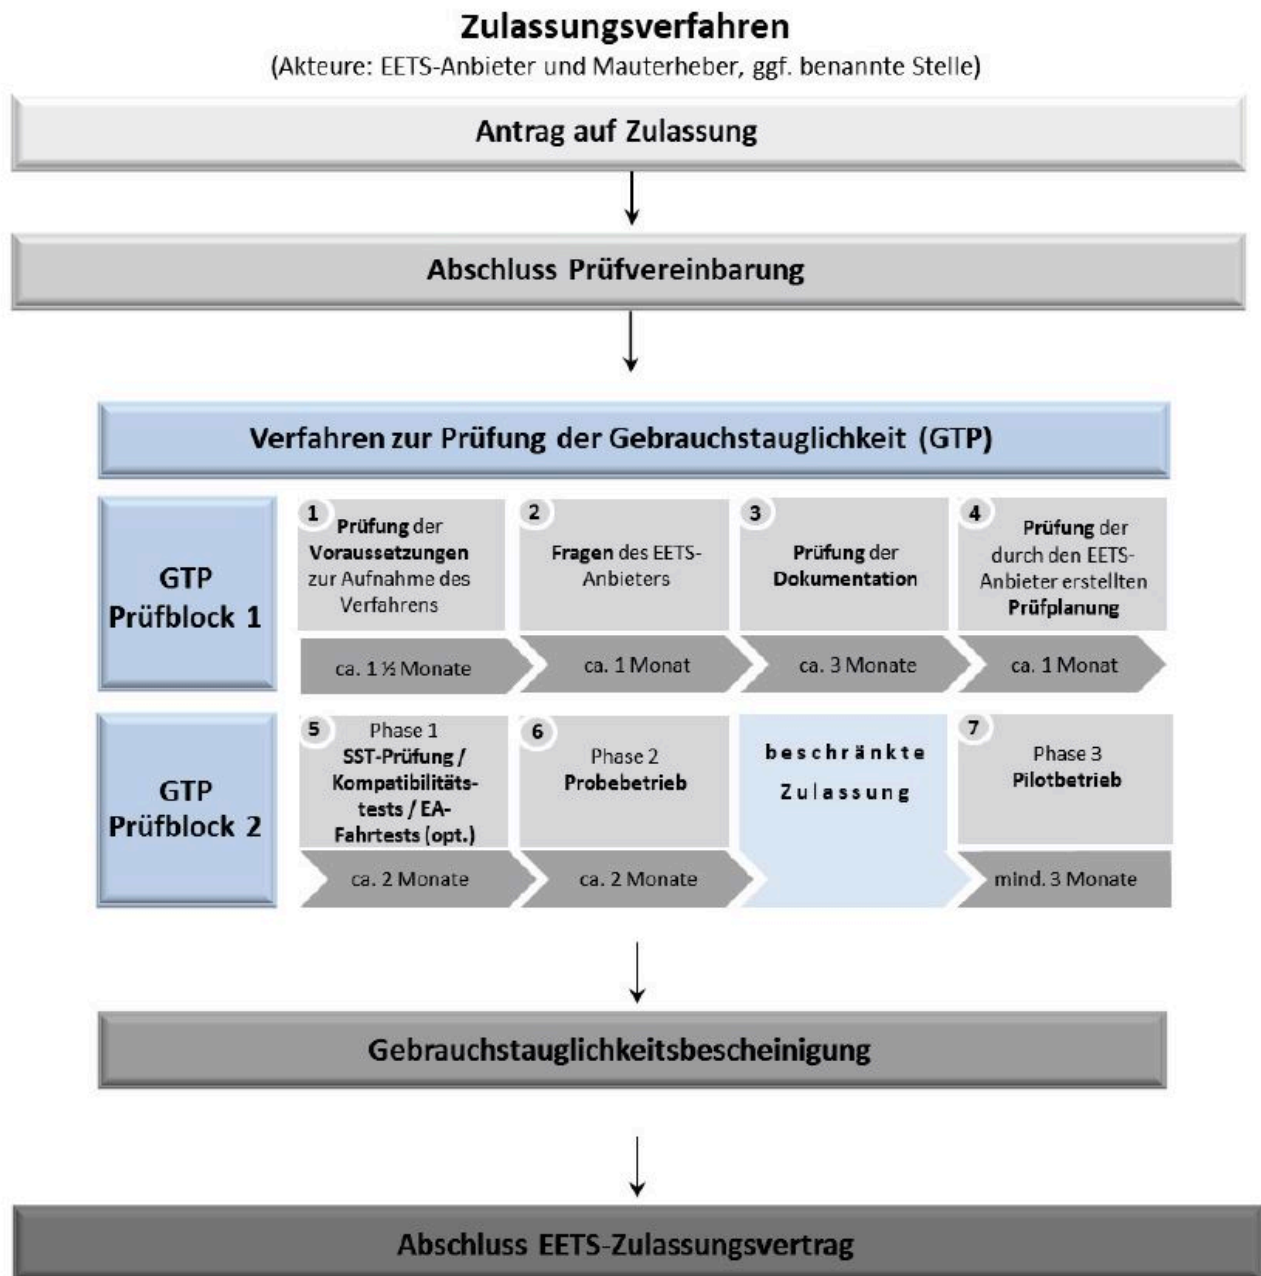 Zulassungsverfahren
(Akteure: EETS-Anbieter und Mauterheber, ggf. benannte Stelle)
Antrag auf Zulassung
Abschluss Prüfvereinbarung
Verfahren zur Prüfung der Gebrauchstauglichkeit (GTP)
GTP
Prüfblock 1
1
Prüfung der
Voraussetzungen
zur Aufnahme des
Verfahrens
ca. 1 ½ Monate
2
Fragen des EETS-
Anbieters
ca. 1 Monat
3
Prüfung der
Dokumentation
ca. 3 Monate
4
Prüfung der
durch den EETS-
Anbieter erstellten
Prüfplanung
ca. 1 Monat
GTP
Prüfblock 2
5
Phase 1
SST-Prüfung /
Kompatibilitäts-
tests / EA-
Fahrtests (opt.)
ca. 2 Monate
6
Phase 2
Probebetrieb
ca. 2 Monate
beschränkte
Zulassung
7
Phase 3
Pilotbetrieb
mind. 3 Monate
Gebrauchstauglichkeitsbescheinigung
Abschluss EETS-Zulassungsvertrag